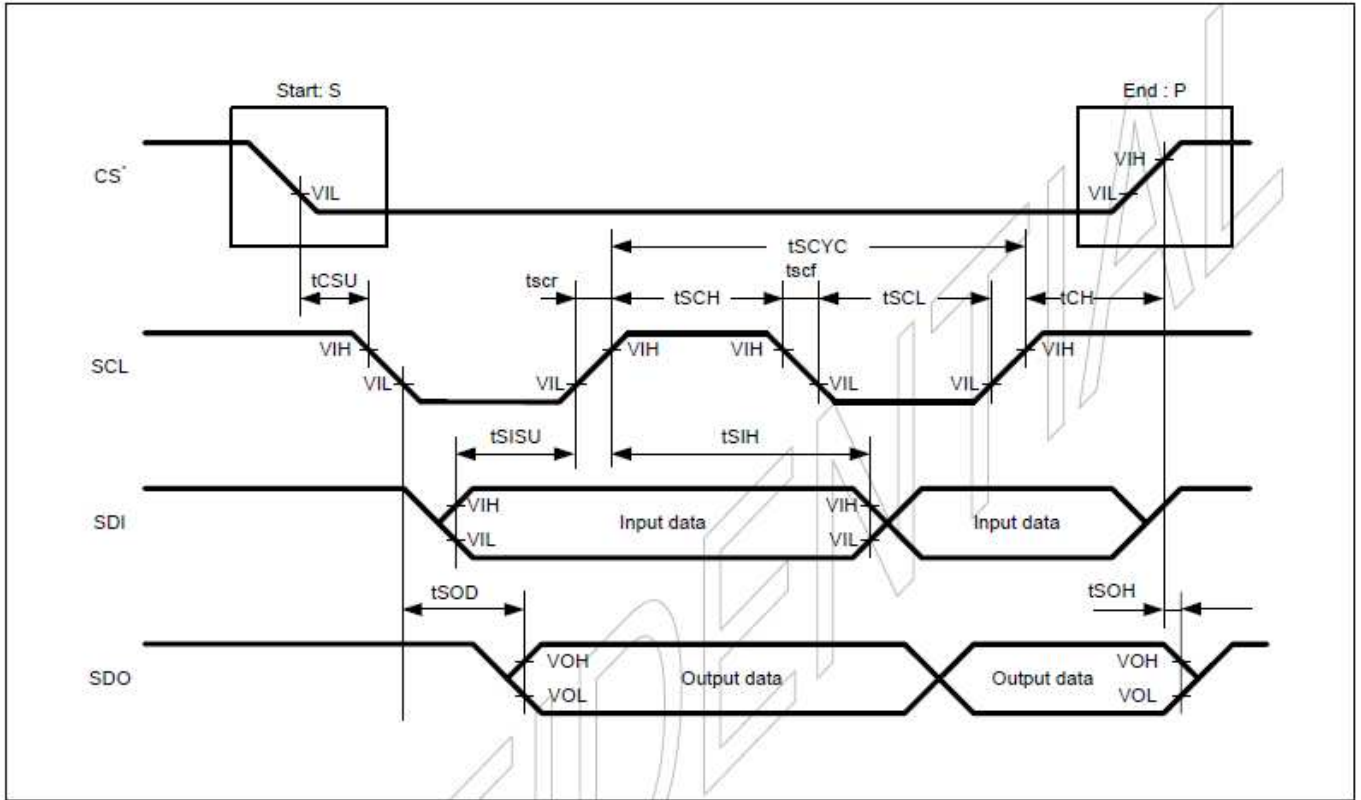 Start: S
End : P
CS*
VIL
VIL
VIH
tSCYC
tCSU
tscr
tSCH
tscf
tSCL
tCH
SCL
VIH
VIL
VIL
VIH
VIH
VIL
VIL
VIH
tSISU
tSIH
SDI
VIH
VIL
Input data
VIH
VIL
Input data
tSOD
tSOH
SDO
VOH
VOL
Output data
Output data
VOH
VOL